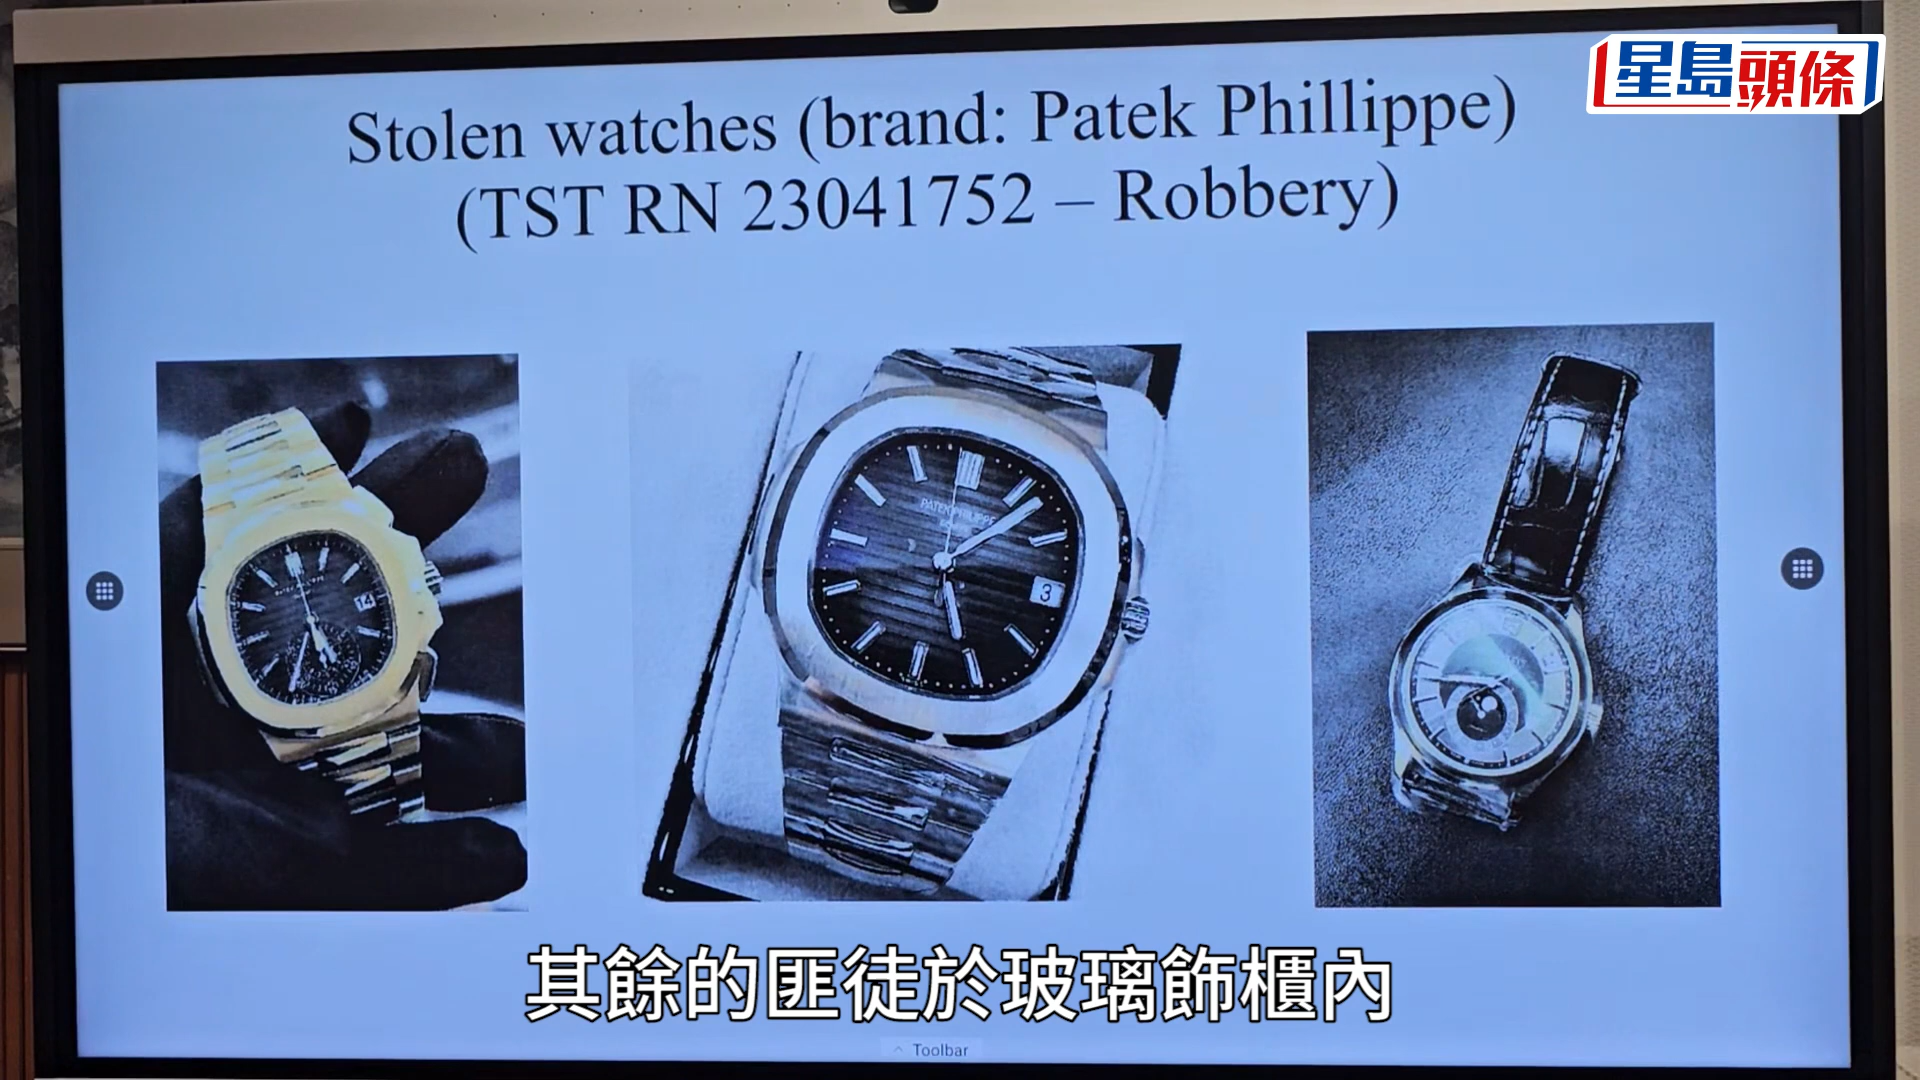 星島頭條
Stolen watches (brand: Patek Phillippe)
(TST RN 23041752 – Robbery)
14
PATEK PHILIPPE
3
其餘的匪徒於玻璃飾櫃內
Toolbar